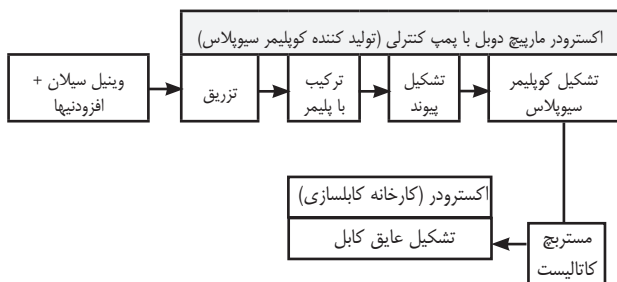 اکسترودر مارپیچ دوبل با پمپ کنترلی (تولید کننده کوپلیمر سیوپلاس)
وینیل سیلان +
افزودنیها
تزریق
ترکیب
با پلیمر
تشکیل
پیوند
تشکیل کوپلیمر
سیوپلاس
اکسترودر (کارخانه کابلسازی)
تشکیل عایق کابل
مستربچ
کاتالیست